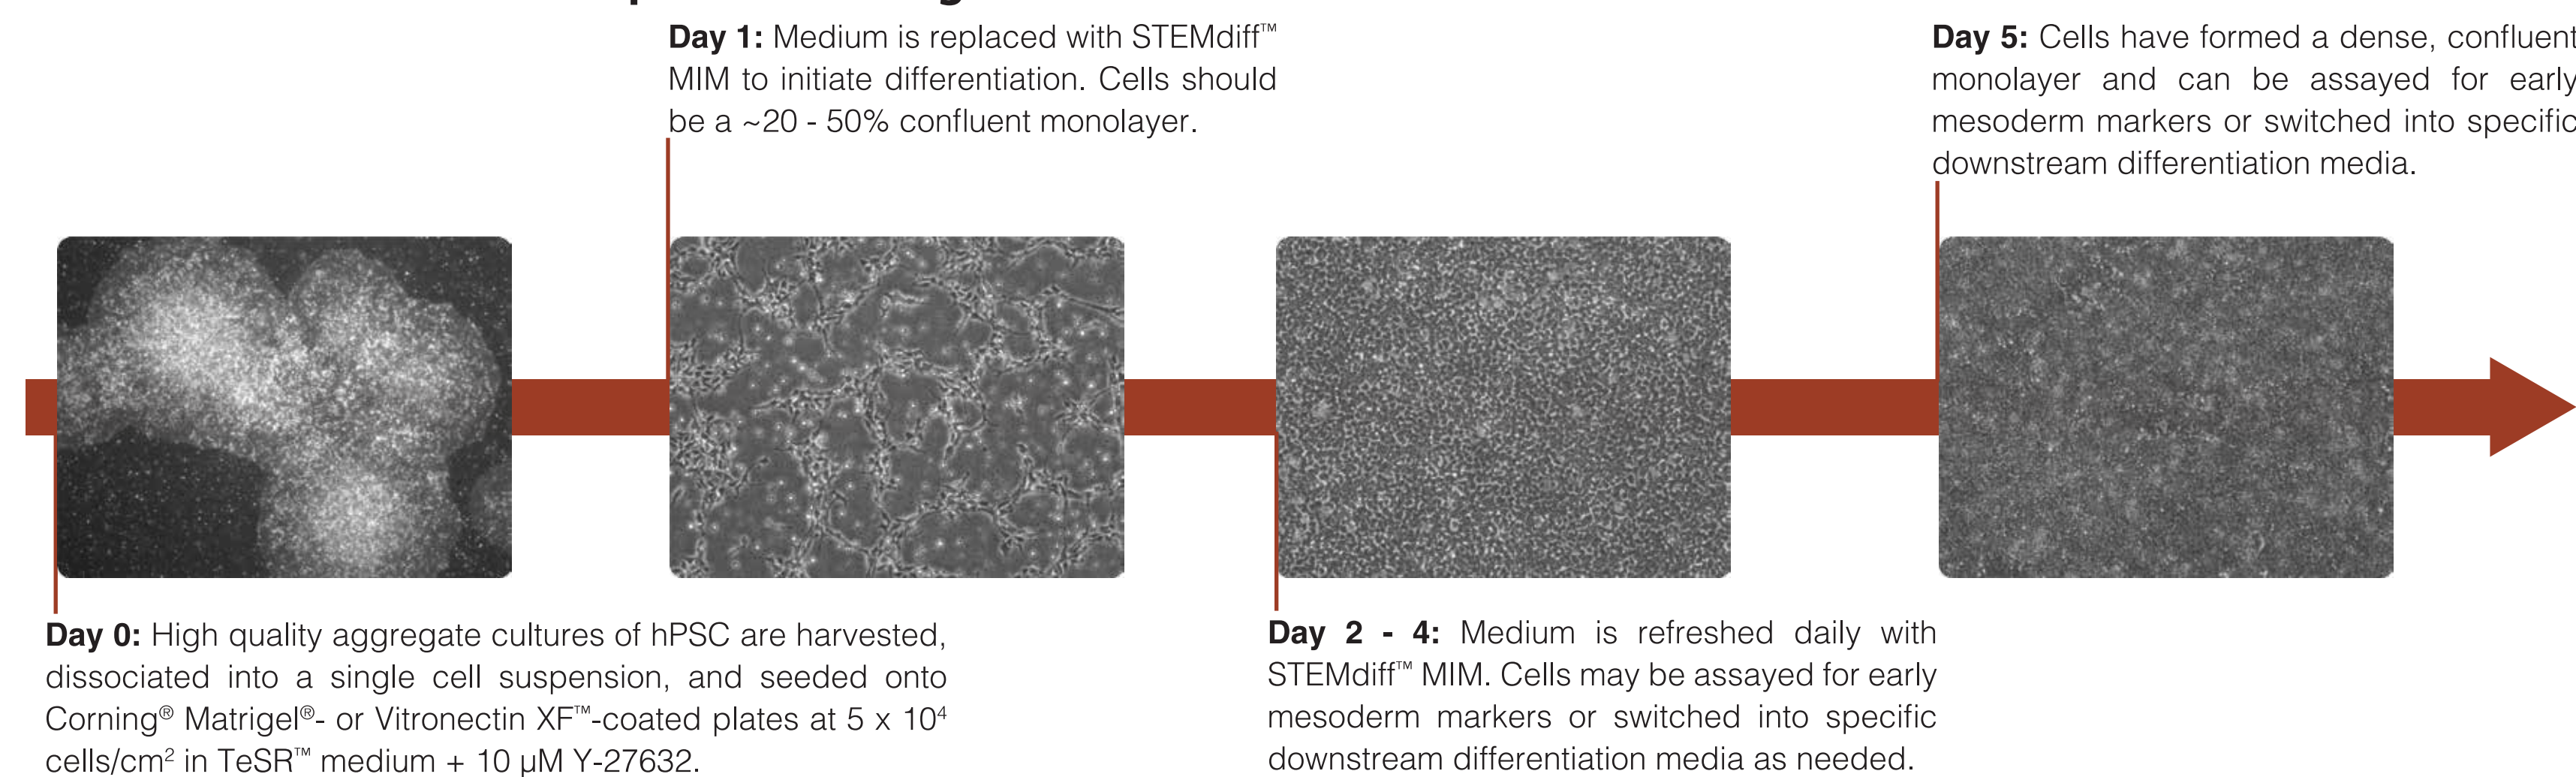 Day 1: Medium is replaced with STEMdiff™
MIM to initiate differentiation. Cells should
be a ~20 - 50% confluent monolayer.
Day 5: Cells have formed a dense, confluent
monolayer and can be assayed for early
mesoderm markers or switched into specific
downstream differentiation media.
Day 0: High quality aggregate cultures of hPSC are harvested,
dissociated into a single cell suspension, and seeded onto
Corning® Matrigel®- or Vitronectin XF™-coated plates at 5 x 10⁴
cells/cm² in TeSR™ medium + 10 µM Y-27632.
Day 2 - 4: Medium is refreshed daily with
STEMdiff™ MIM. Cells may be assayed for early
mesoderm markers or switched into specific
downstream differentiation media as needed.